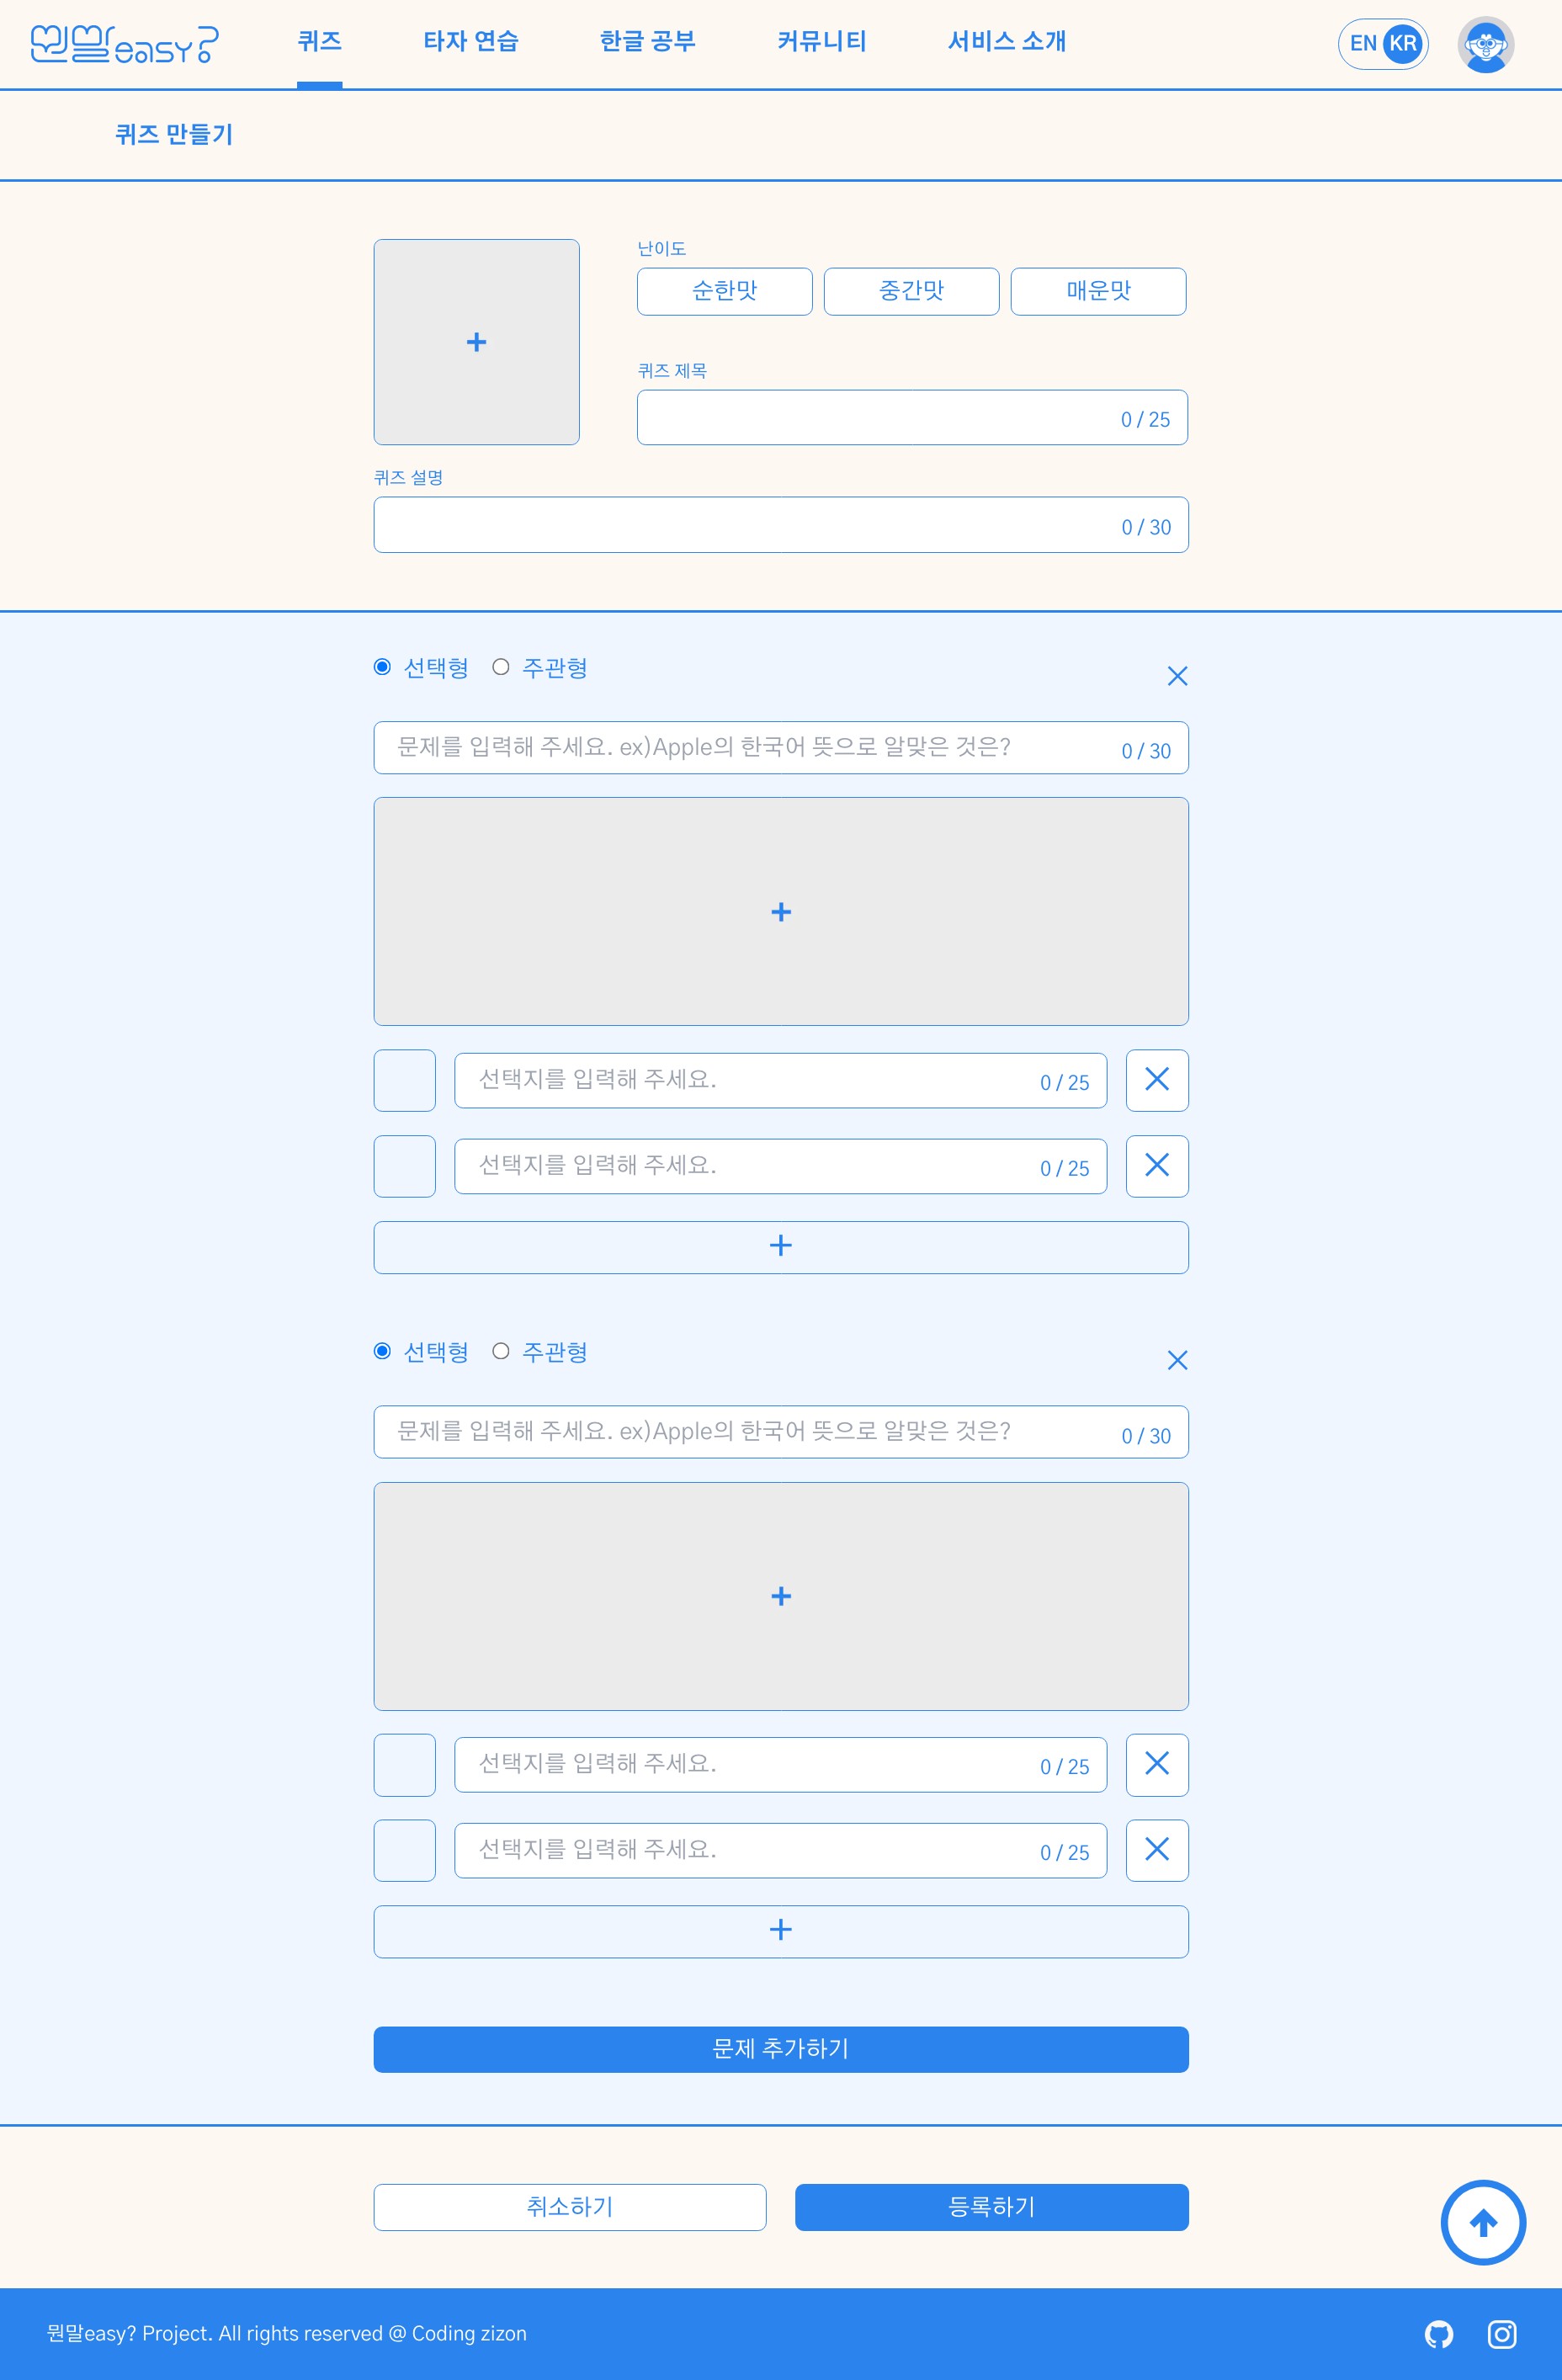 뭔말easy?
퀴즈 타자 연습 한글 공부 커뮤니티 서비스 소개 EN KR
퀴즈 만들기
난이도
순한맛 중간맛 매운맛
퀴즈 제목
0 / 25
퀴즈 설명
0 / 30
선택형 주관형
문제를 입력해 주세요. ex)Apple의 한국어 뜻으로 알맞은 것은? 0 / 30
선택지를 입력해 주세요. 0 / 25
선택지를 입력해 주세요. 0 / 25
선택형 주관형
문제를 입력해 주세요. ex)Apple의 한국어 뜻으로 알맞은 것은? 0 / 30
선택지를 입력해 주세요. 0 / 25
선택지를 입력해 주세요. 0 / 25
문제 추가하기
취소하기 등록하기
뭔말easy? Project. All rights reserved @ Coding zizon